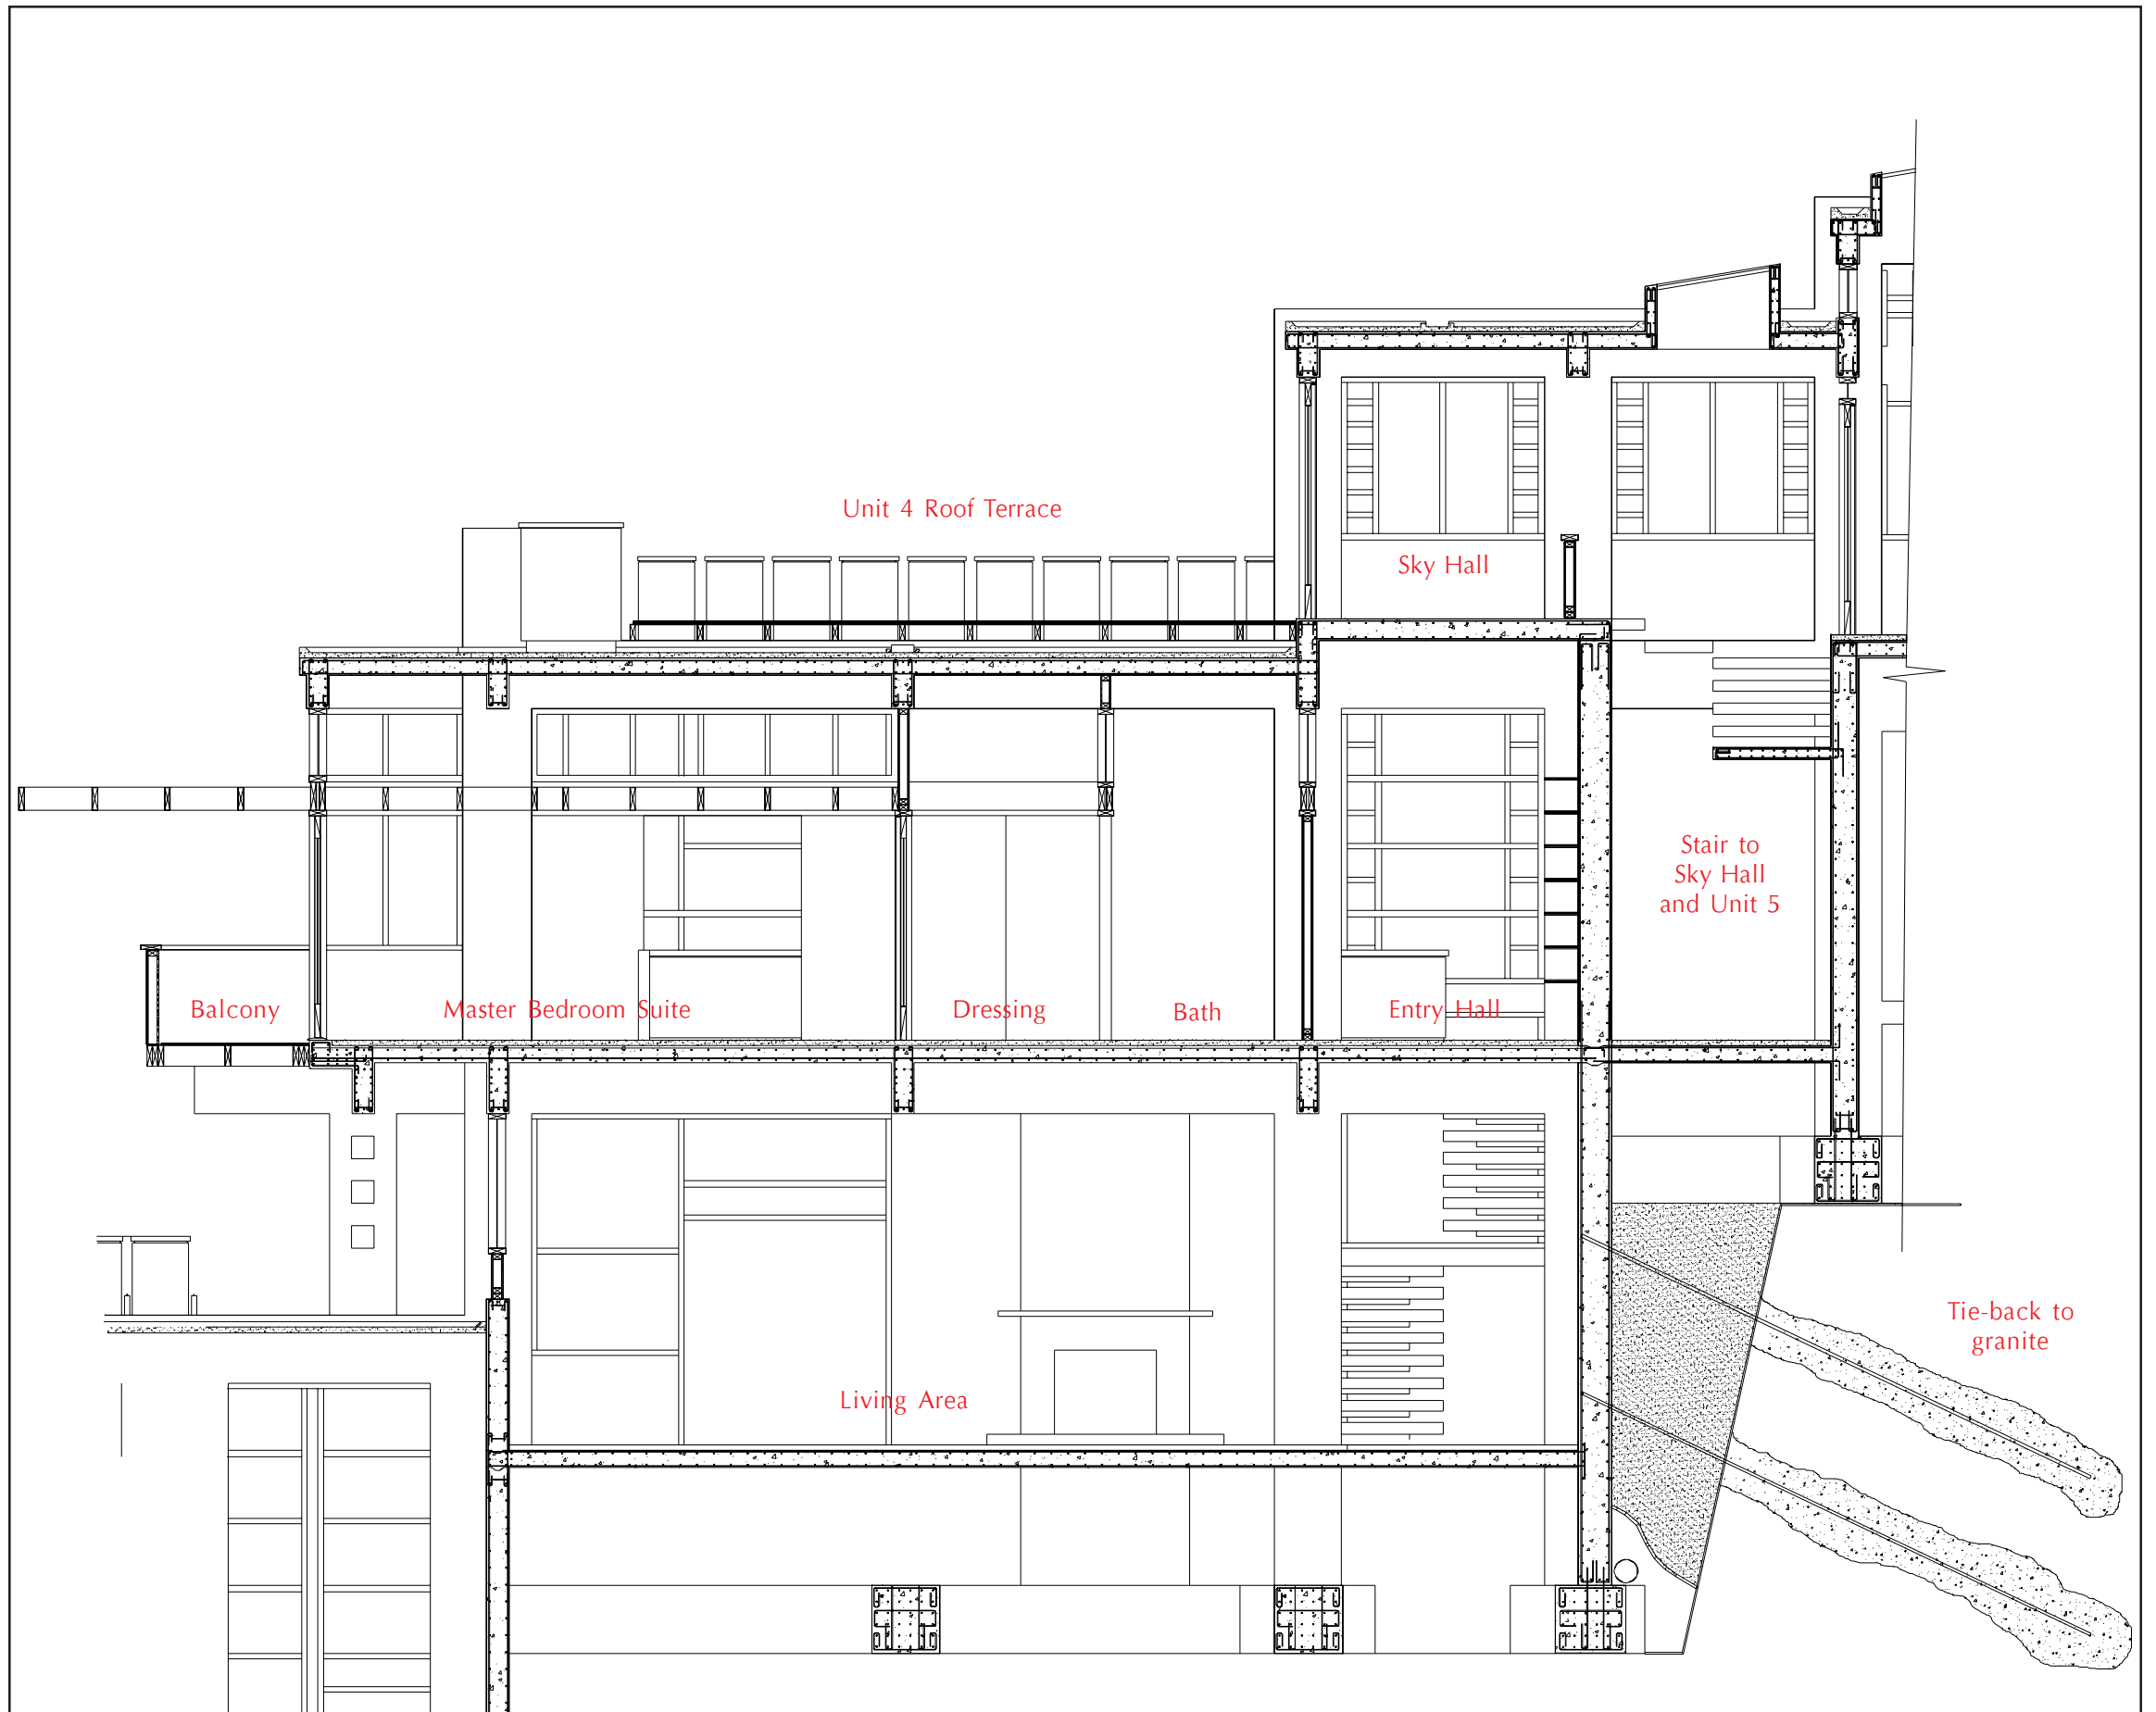 Unit 4 Roof Terrace
Sky Hall
Stair to
Sky Hall
and Unit 5
Balcony
Master Bedroom Suite
Dressing
Bath
Entry Hall
Tie-back to
granite
Living Area